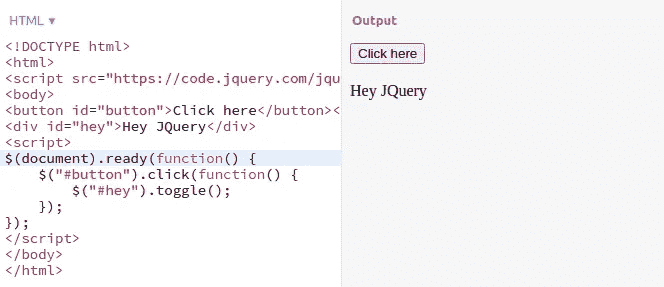 HTML ▾
<!DOCTYPE html>
<html>
<script src="https://code.jquery.com/jqu
<body>
<button id="button">Click here</button><
<div id="hey">Hey JQuery</div>
<script>
$(document).ready(function() {
    $("#button").click(function() {
        $("#hey").toggle();
    });
});
</script>
</body>
</html>
Output
Click here
Hey JQuery